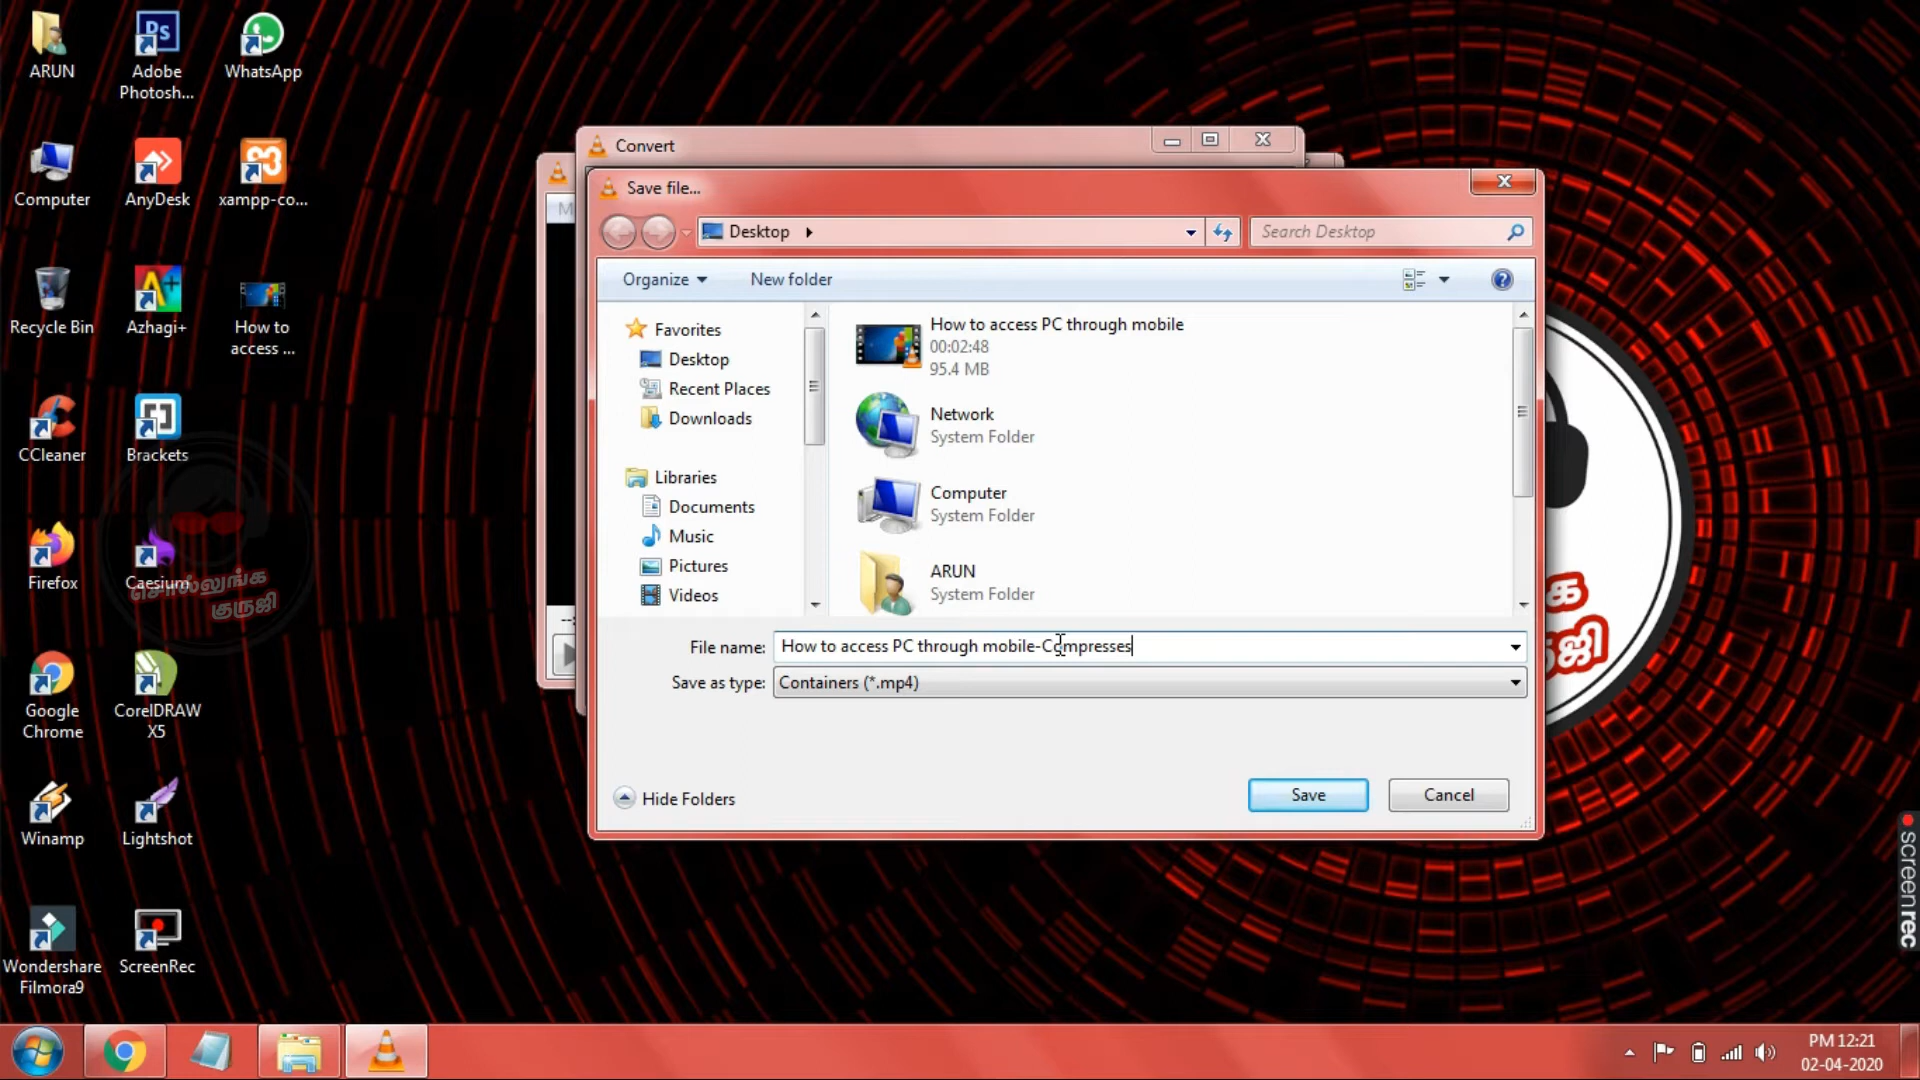 ARUN
Adobe
Photosh...
WhatsApp
Computer
AnyDesk
xampp-co...
Recycle Bin
Azhagi+
How to
access ...
CCleaner
Brackets
Firefox
Caesium
சொல்லுங்க
குருஜி
Google
Chrome
CorelDRAW
X5
Winamp
Lightshot
Wondershare
Filmora9
ScreenRec
Convert
Save file...
Desktop
Search Desktop
Organize
New folder
Favorites
Desktop
Recent Places
Downloads
Libraries
Documents
Music
Pictures
Videos
How to access PC through mobile
00:02:48
95.4 MB
Network
System Folder
Computer
System Folder
ARUN
System Folder
File name: How to access PC through mobile-Compresses
Save as type: Containers (*.mp4)
Hide Folders
Save
Cancel
screenrec
PM 12:21
02-04-2020